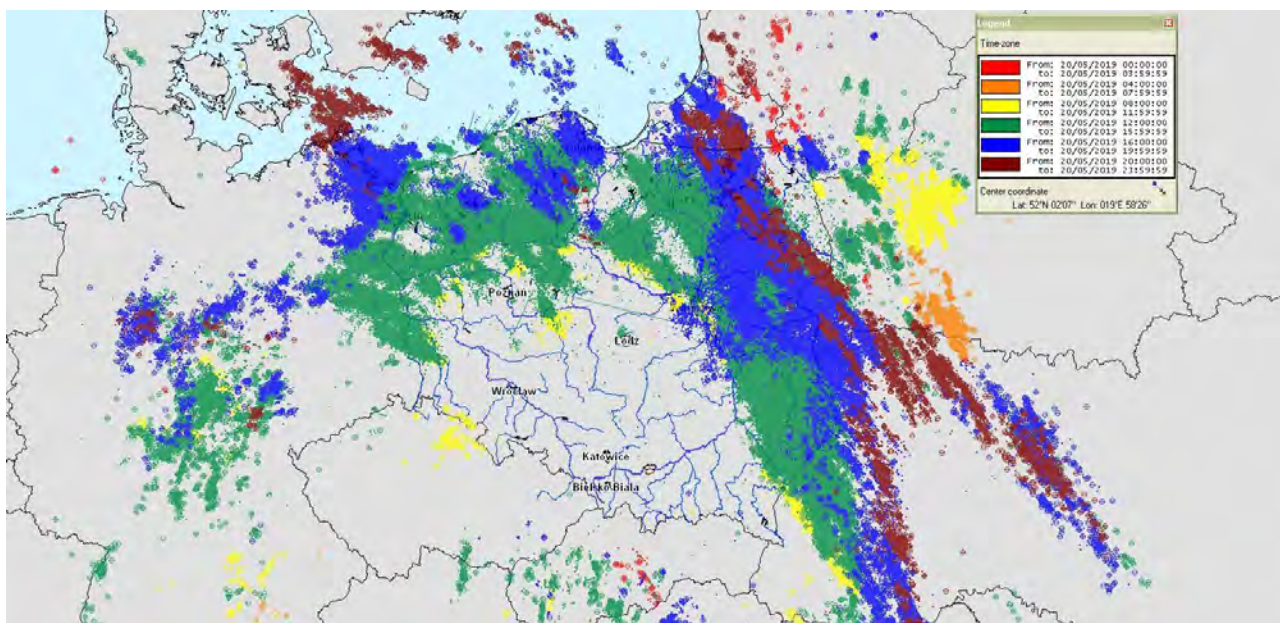 Legend
Time zone
From: 20/05/2019 00:00:00
to: 20/05/2019 03:59:59
From: 20/05/2019 04:00:00
to: 20/05/2019 07:59:59
From: 20/05/2019 08:00:00
to: 20/05/2019 11:59:59
From: 20/05/2019 12:00:00
to: 20/05/2019 15:59:59
From: 20/05/2019 16:00:00
to: 20/05/2019 19:59:59
From: 20/05/2019 20:00:00
to: 20/05/2019 23:59:59
Center coordinate
Lat: 52°N 02'07" Lon: 019°E 58'26"
Poznań
Łódź
Wrocław
Katowice
Bielsko-Biala